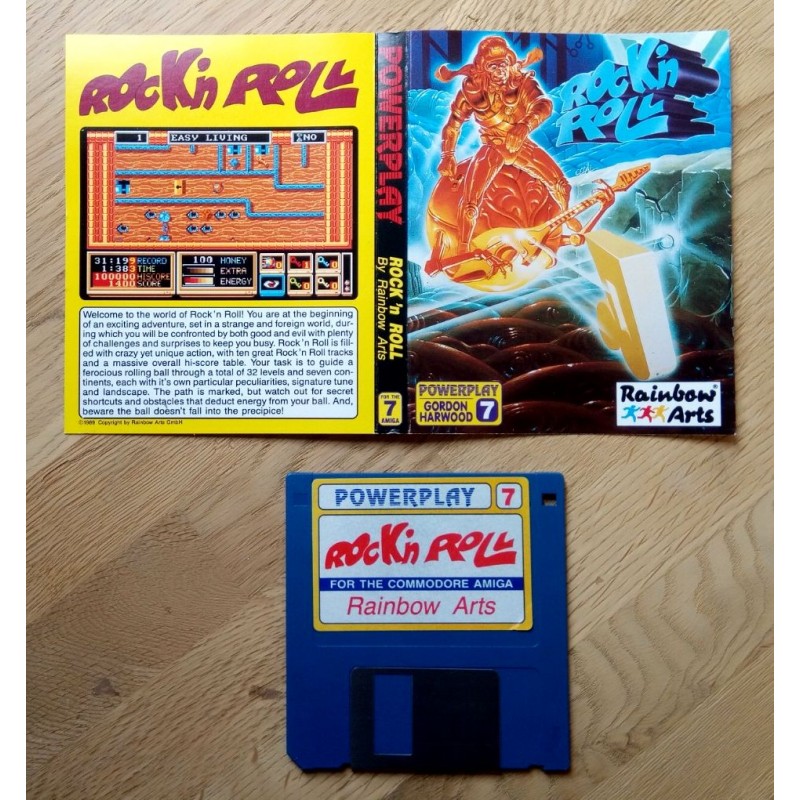 ROCK'n ROLL
1 EASY LIVING NO
31:199 RECORD
1:383 TIME
100000 HISCORE
1400 SCORE
100 MONEY
EXTRA
ENERGY
0 1 0
0 0
Welcome to the world of Rock'n Roll! You are at the beginning
of an exciting adventure, set in a strange and foreign world, dur-
ing which you will be confronted by both good and evil with plenty
of challenges and surprises to keep you busy. Rock'n Roll is fill-
ed with crazy yet unique action, with ten great Rock'n Roll tracks
and a massive overall hi-score table. Your task is to guide a
ferocious rolling ball through a total of 32 levels and seven con-
tinents, each with it's own particular peculiarities, signature tune
and landscape. The path is marked, but watch out for secret
shortcuts and obstacles that deduct energy from your ball. And,
beware the ball doesn't fall into the precipice!
©1989 Copyright by Rainbow Arts GmbH
POWERPLAY
ROCK'n ROLL
By Rainbow Arts
FOR THE
7
AMIGA
ROCK'n
ROLL
POWERPLAY
GORDON
HARWOOD 7
Rainbow
Arts
POWERPLAY 7
ROCK'n ROLL
FOR THE COMMODORE AMIGA
Rainbow Arts